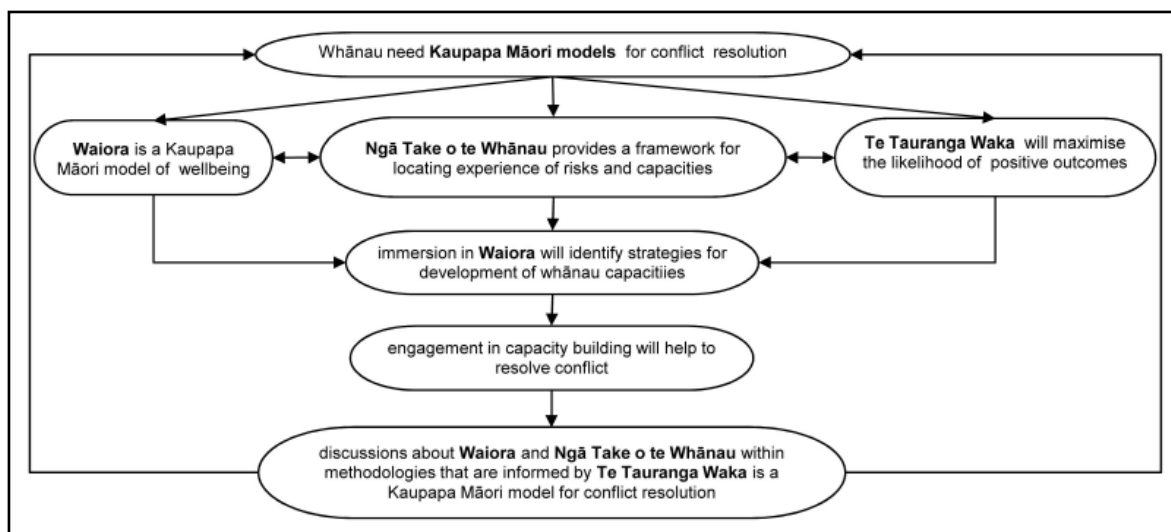 Whānau need Kaupapa Māori models for conflict resolution
Waiora is a Kaupapa
Māori model of wellbeing
Ngā Take o te Whānau provides a framework for
locating experience of risks and capacities
Te Tauranga Waka will maximise
the likelihood of positive outcomes
immersion in Waiora will identify strategies for
development of whānau capacitiies
engagement in capacity building will help to
resolve conflict
discussions about Waiora and Ngā Take o te Whānau within
methodologies that are informed by Te Tauranga Waka is a
Kaupapa Māori model for conflict resolution